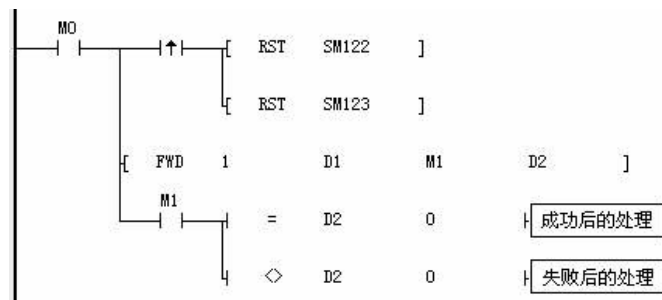 M0
RST SM122
RST SM123
FWD 1 D1 M1 D2
M1
= D2 0 成功后的处理
<> D2 0 失败后的处理